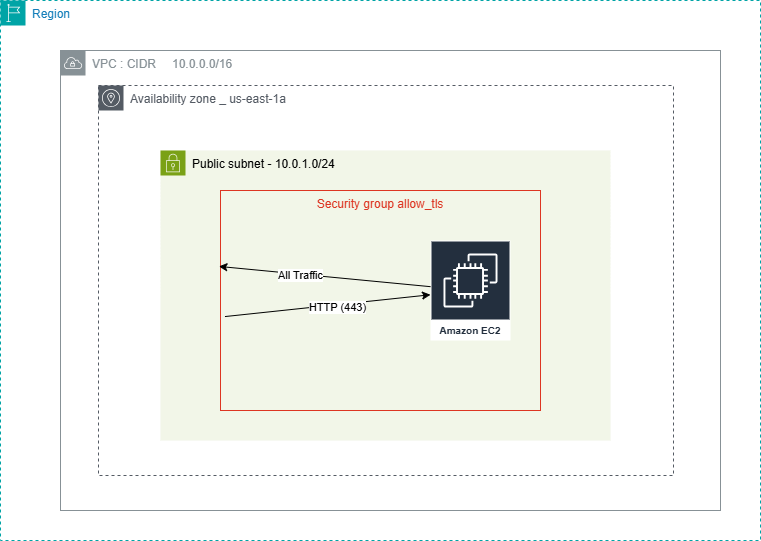 Region
VPC : CIDR 10.0.0.0/16
Availability zone _ us-east-1a
Public subnet - 10.0.1.0/24
Security group allow_tls
All Traffic
HTTP (443)
Amazon EC2